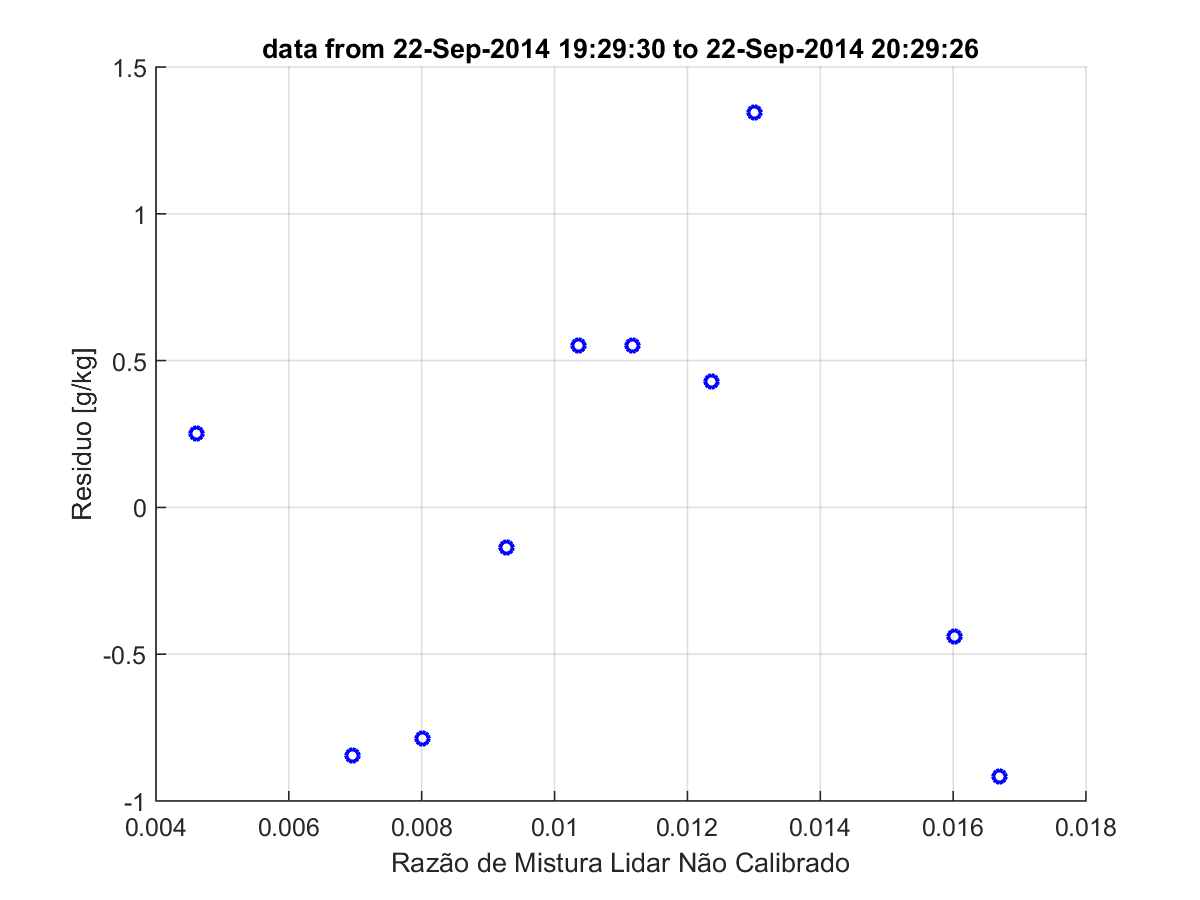 data from 22-Sep-2014 19:29:30 to 22-Sep-2014 20:29:26
1.5
1
0.5
0
-0.5
-1
Residuo [g/kg]
0.004 0.006 0.008 0.01 0.012 0.014 0.016 0.018
Razão de Mistura Lidar Não Calibrado